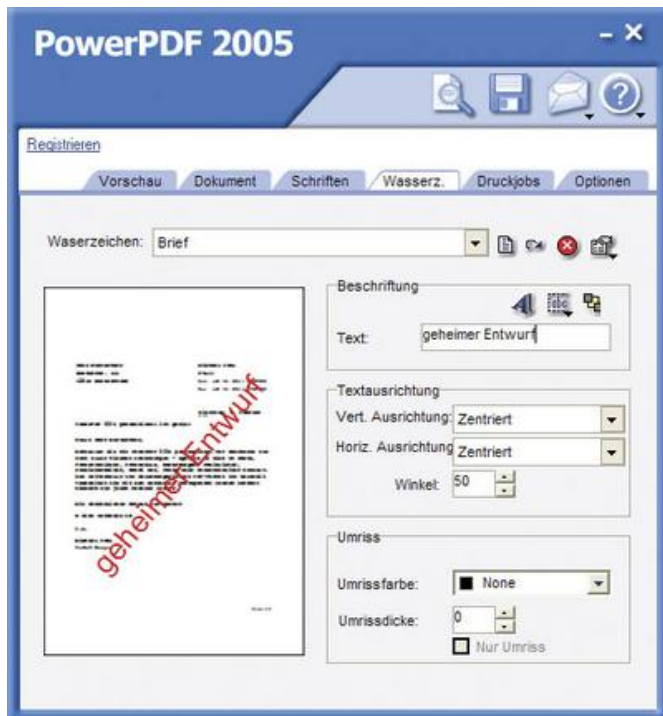 PowerPDF 2005
Registrieren
Vorschau Dokument Schriften Wasserz. Druckjobs Optionen
Waserzeichen: Brief
Beschriftung
Text: geheimer Entwurf
Textausrichtung
Vert. Ausrichtung: Zentriert
Horiz. Ausrichtung Zentriert
Winkel: 50
Umriss
Umrissfarbe: None
Umrissdicke: 0
Nur Umriss
geheimer Entwurf